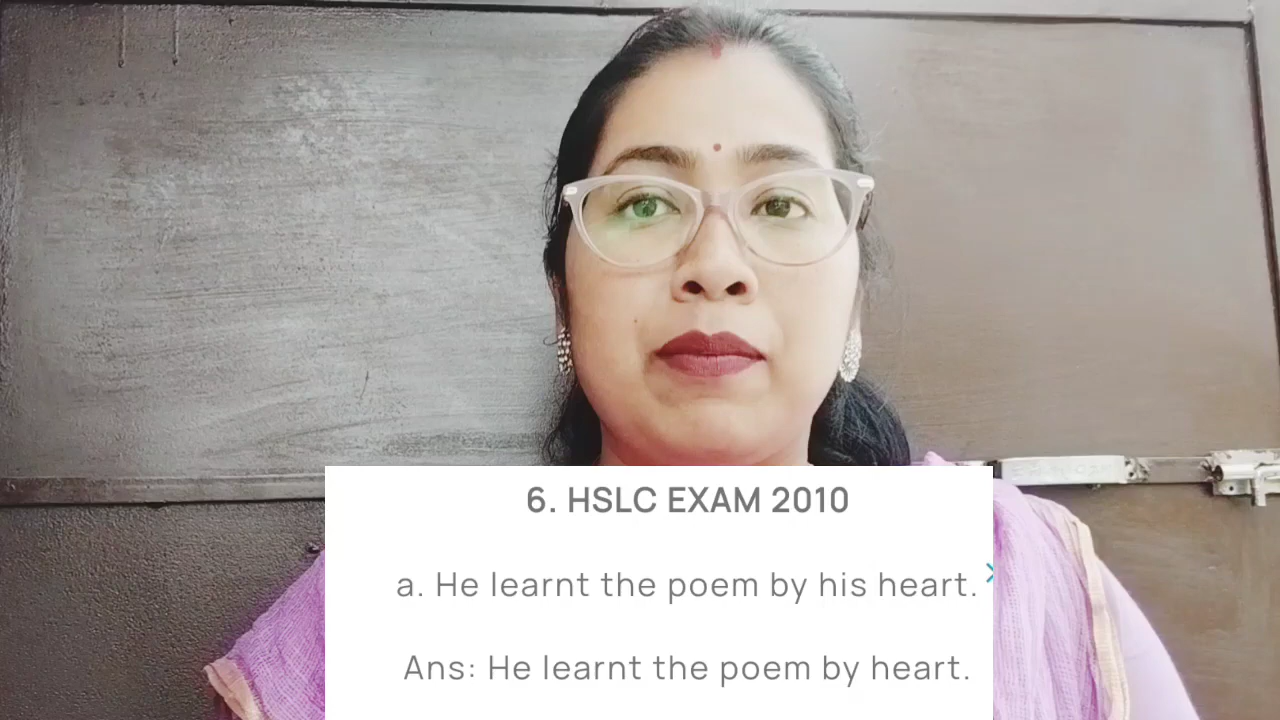 6. HSLC EXAM 2010
a. He learnt the poem by his heart.
Ans: He learnt the poem by heart.